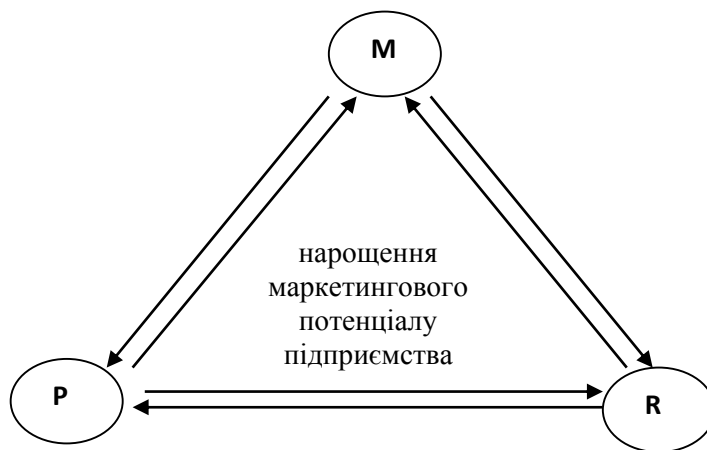 M
нарощення
маркетингового
потенціалу
підприємства
P
R